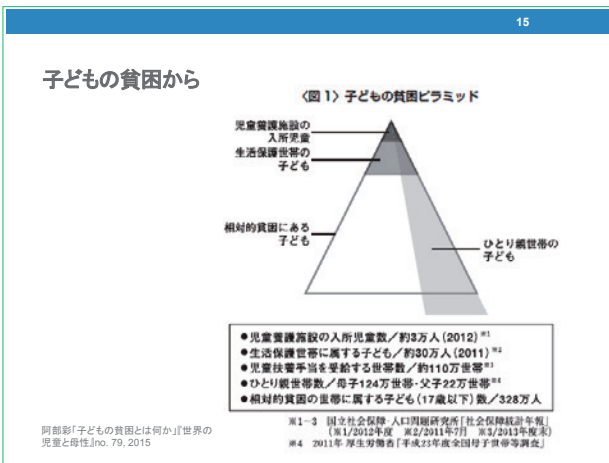 15
子どもの貧困から
〈図1〉子どもの貧困ピラミッド
児童養護施設の
入所児童
生活保護世帯の
子ども
相対的貧困にある
子ども
ひとり親世帯の
子ども
●児童養護施設の入所児童数/約3万人(2012)※1
●生活保護世帯に属する子ども/約30万人(2011)※2
●児童扶養手当を受給する世帯数/約110万世帯※3
●ひとり親世帯数/母子124万世帯・父子22万世帯※4
●相対的貧困の世帯に属する子ども(17歳以下)数/328万人
※1~3 国立社会保障・人口問題研究所「社会保障統計年報」
(※1/2012年度 ※2/2011年7月 ※3/2013年度末)
※4 2011年 厚生労働省「平成23年度全国母子世帯等調査」
阿部彩「子どもの貧困とは何か」『世界の
児童と母性』no. 79, 2015